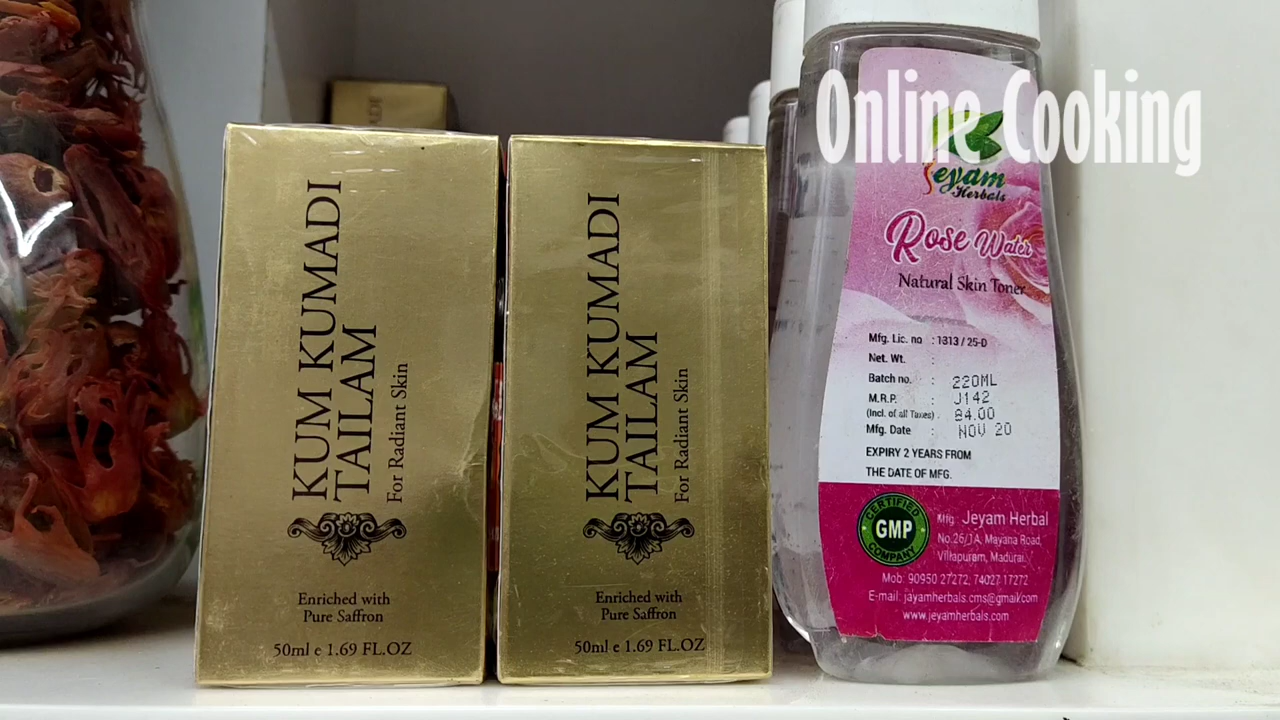 Online Cooking
ADI
KUM KUMADI
TAILAM
For Radiant Skin
Enriched with
Pure Saffron
50ml e 1.69 FL.OZ
KUM KUMADI
TAILAM
For Radiant Skin
Enriched with
Pure Saffron
50ml e 1.69 FL.OZ
Jeyam
Herbals
Rose Water
Natural Skin Toner
Mfg. Lic. no : 1313 / 25-D
Net. Wt. :
Batch no. : 220ML
M.R.P. : J142
(Incl. of all Taxes) . 84.00
Mfg. Date : NOV 20
EXPIRY 2 YEARS FROM
THE DATE OF MFG.
CERTIFIED
GMP
COMPANY
Mfg. Jeyam Herbal
No.26/1A, Mayana Road,
Villapuram, Madurai.
Mob: 90950 27272, 74027 17272
E-mail: jayamherbals.cms@gmail.com
www.jeyamherbals.com